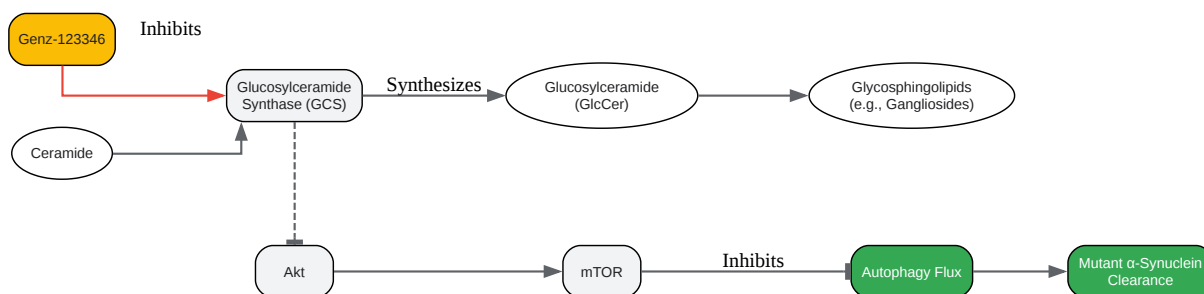 Genz-123346
Inhibits
Glucosylceramide
Synthase (GCS)
Synthesizes
Glucosylceramide
(GlcCer)
Glycosphingolipids
(e.g., Gangliosides)
Ceramide
Akt
mTOR
Inhibits
Autophagy Flux
Mutant α-Synuclein
Clearance